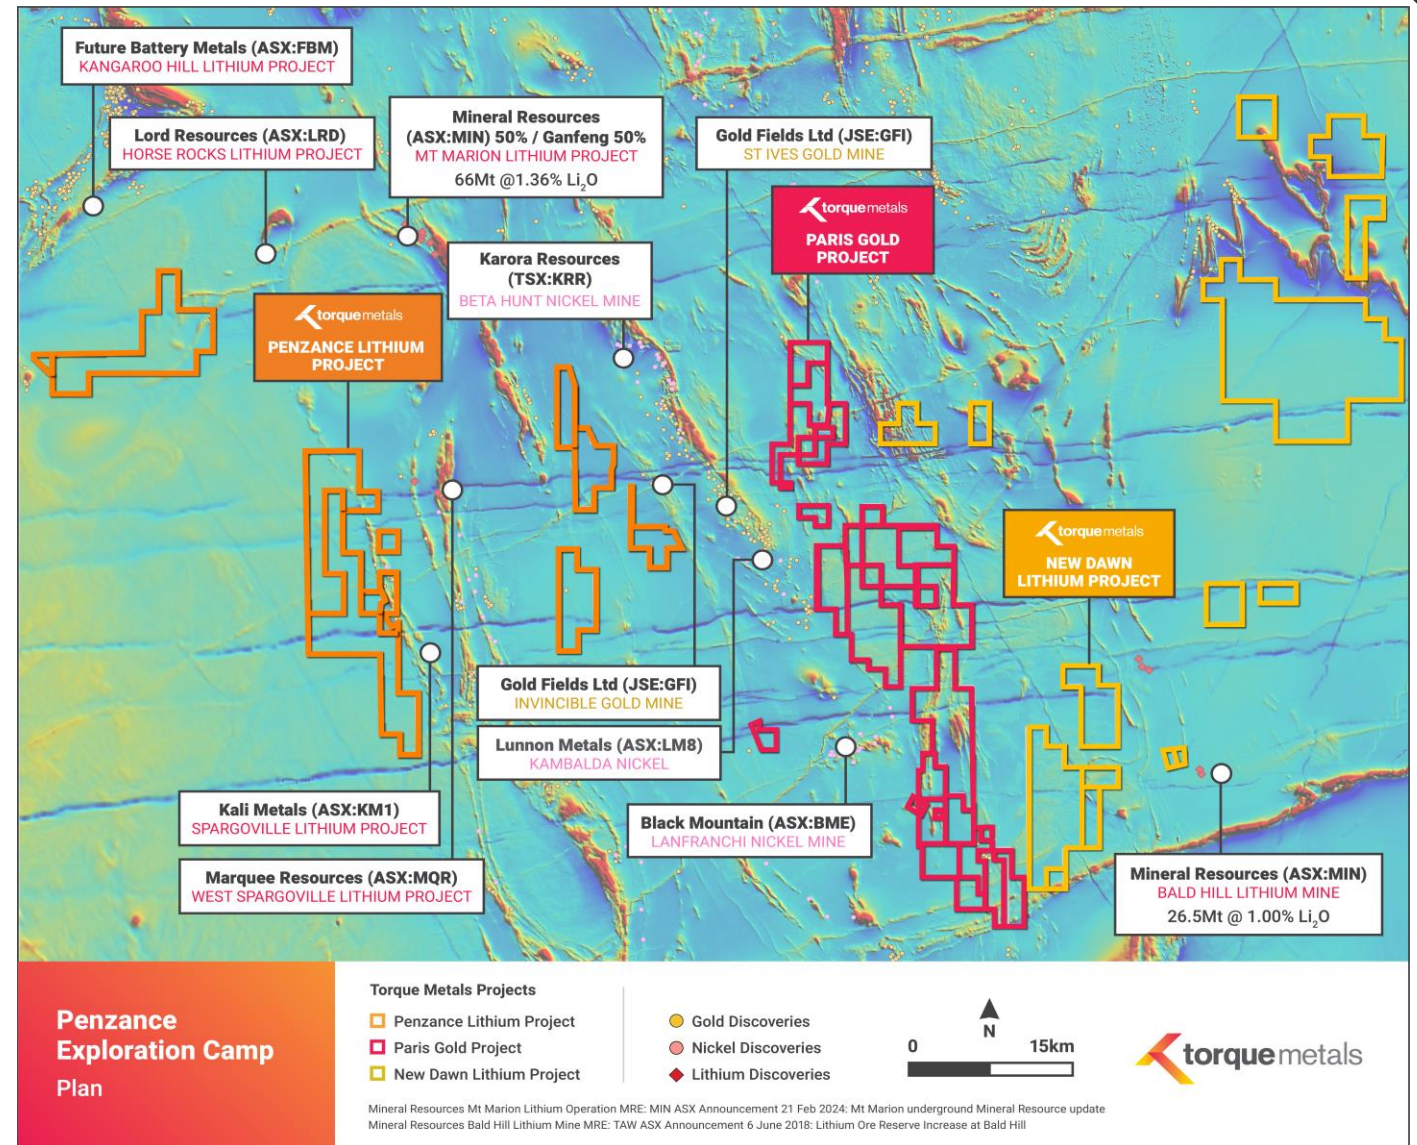 Future Battery Metals (ASX:FBM)
KANGAROO HILL LITHIUM PROJECT
Lord Resources (ASX:LRD)
HORSE ROCKS LITHIUM PROJECT
Mineral Resources
(ASX:MIN) 50% / Ganfeng 50%
MT MARION LITHIUM PROJECT
66Mt @1.36% Li₂O
Gold Fields Ltd (JSE:GFI)
ST IVES GOLD MINE
torquemetals
PARIS GOLD
PROJECT
Karora Resources
(TSX:KRR)
BETA HUNT NICKEL MINE
torquemetals
PENZANCE LITHIUM
PROJECT
torquemetals
NEW DAWN
LITHIUM PROJECT
Gold Fields Ltd (JSE:GFI)
INVINCIBLE GOLD MINE
Lunnon Metals (ASX:LM8)
KAMBALDA NICKEL
Kali Metals (ASX:KM1)
SPARGOVILLE LITHIUM PROJECT
Black Mountain (ASX:BME)
LANFRANCHI NICKEL MINE
Marquee Resources (ASX:MQR)
WEST SPARGOVILLE LITHIUM PROJECT
Mineral Resources (ASX:MIN)
BALD HILL LITHIUM MINE
26.5Mt @ 1.00% Li₂O
Penzance
Exploration Camp
Plan
Torque Metals Projects
Penzance Lithium Project
Paris Gold Project
New Dawn Lithium Project
Gold Discoveries
Nickel Discoveries
Lithium Discoveries
N
0 15km
torquemetals
Mineral Resources Mt Marion Lithium Operation MRE: MIN ASX Announcement 21 Feb 2024: Mt Marion underground Mineral Resource update
Mineral Resources Bald Hill Lithium Mine MRE: TAW ASX Announcement 6 June 2018: Lithium Ore Reserve Increase at Bald Hill